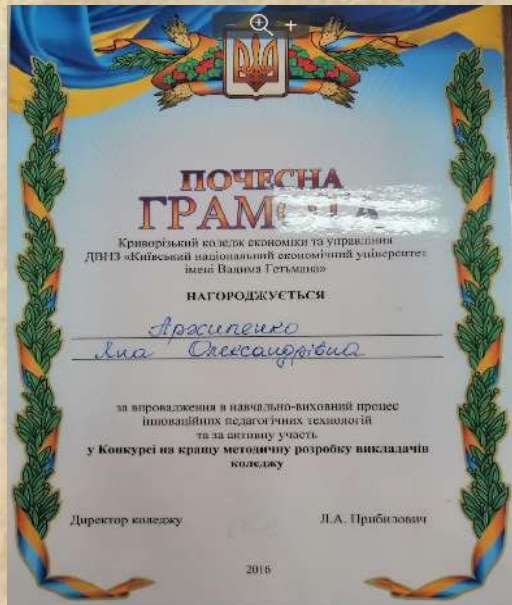 ПОЧЕСНА
ГРАМОТА
Криворізький коледж економіки та управління
ДВНЗ «Київський національний економічний університет
імені Вадима Гетьмана»
НАГОРОДЖУЄТЬСЯ
Архипенко
Яна Олександрівна
за впровадження в навчально-виховний процес
інноваційних педагогічних технологій
та за активну участь
у Конкурсі на кращу методичну розробку викладачів
коледжу
Директор коледжу Л.А. Прибилович
2016